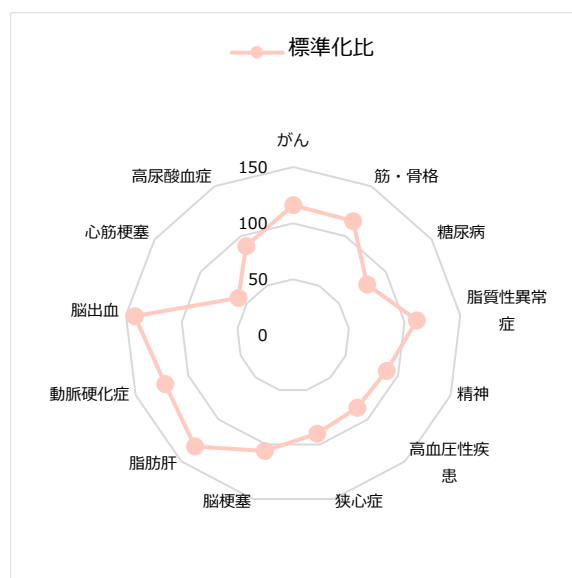 標準化比
がん
筋・骨格
糖尿病
脂質性異常
症
精神
高血圧性疾
患
狭心症
脳梗塞
脂肪肝
動脈硬化症
脳出血
心筋梗塞
高尿酸血症
150
100
50
0